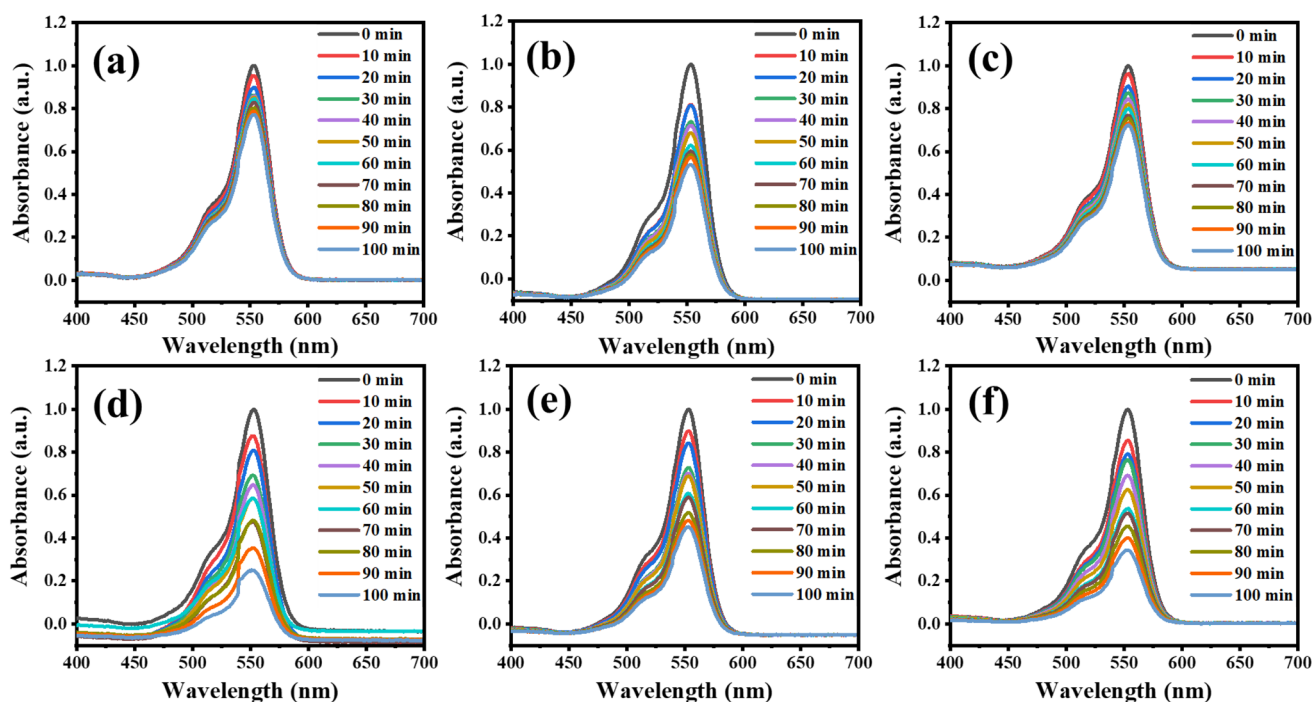 (a)
Absorbance (a.u.)
1.2
1.0
0.8
0.6
0.4
0.2
0.0
0 min
10 min
20 min
30 min
40 min
50 min
60 min
70 min
80 min
90 min
100 min
400 450 500 550 600 650 700
Wavelength (nm)
(b)
Absorbance (a.u.)
1.2
1.0
0.8
0.6
0.4
0.2
0.0
0 min
10 min
20 min
30 min
40 min
50 min
60 min
70 min
80 min
90 min
100 min
400 450 500 550 600 650 700
Wavelength (nm)
(c)
Absorbance (a.u.)
1.2
1.0
0.8
0.6
0.4
0.2
0.0
0 min
10 min
20 min
30 min
40 min
50 min
60 min
70 min
80 min
90 min
100 min
400 450 500 550 600 650 700
Wavelength (nm)
(d)
Absorbance (a.u.)
1.2
1.0
0.8
0.6
0.4
0.2
0.0
0 min
10 min
20 min
30 min
40 min
50 min
60 min
70 min
80 min
90 min
100 min
400 450 500 550 600 650 700
Wavelength (nm)
(e)
Absorbance (a.u.)
1.2
1.0
0.8
0.6
0.4
0.2
0.0
0 min
10 min
20 min
30 min
40 min
50 min
60 min
70 min
80 min
90 min
100 min
400 450 500 550 600 650 700
Wavelength (nm)
(f)
Absorbance (a.u.)
1.2
1.0
0.8
0.6
0.4
0.2
0.0
0 min
10 min
20 min
30 min
40 min
50 min
60 min
70 min
80 min
90 min
100 min
400 450 500 550 600 650 700
Wavelength (nm)